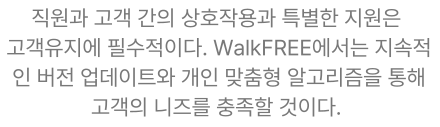 직원과 고객 간의 상호작용과 특별한 지원은
고객유지에 필수적이다. WalkFREE에서는 지속적
인 버전 업데이트와 개인 맞춤형 알고리즘을 통해
고객의 니즈를 충족할 것이다.